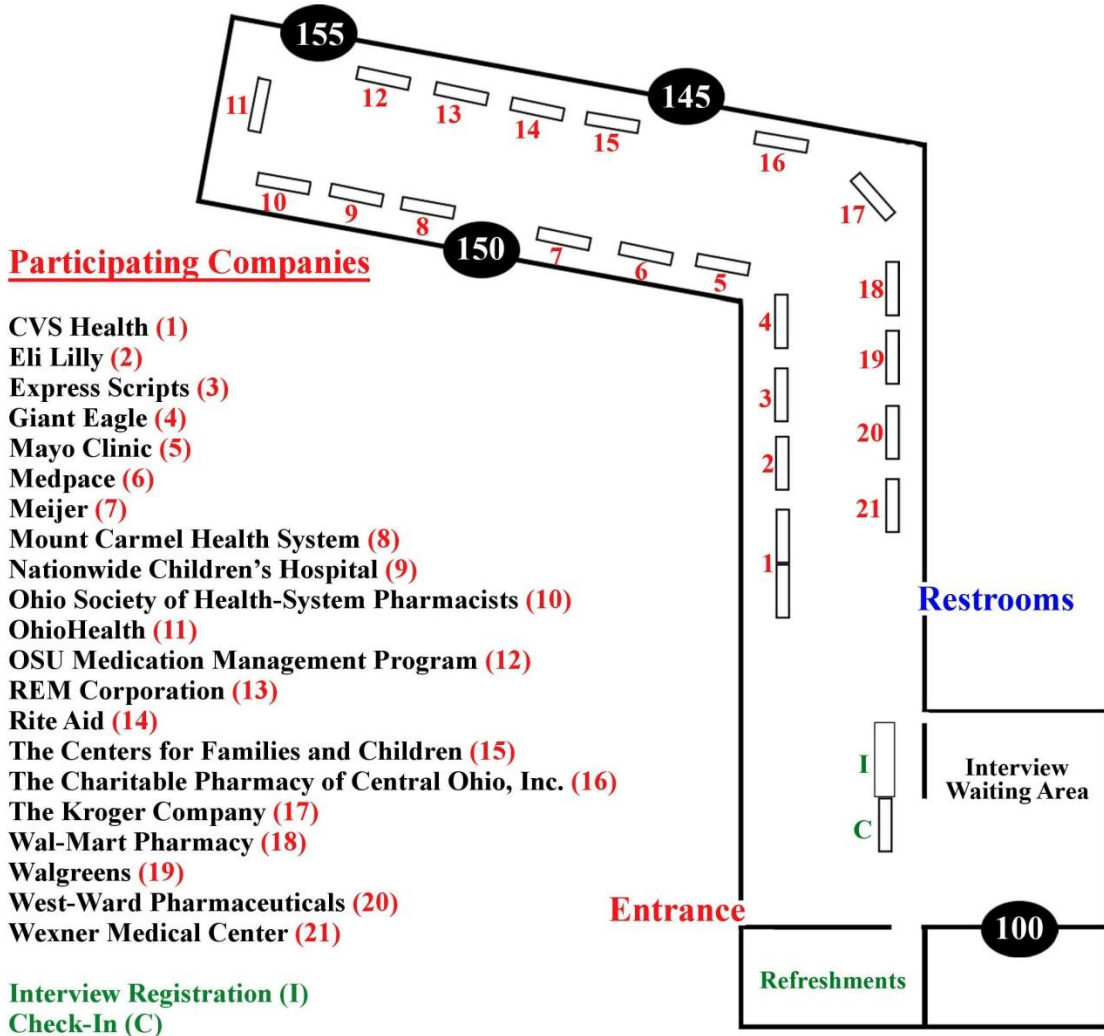 155
145
12
13
14
15
11
16
10
9
8
17
150
7
6
5
18
4
19
3
20
2
21
1
Participating Companies
CVS Health (1)
Eli Lilly (2)
Express Scripts (3)
Giant Eagle (4)
Mayo Clinic (5)
Medpace (6)
Meijer (7)
Mount Carmel Health System (8)
Nationwide Children’s Hospital (9)
Ohio Society of Health-System Pharmacists (10)
OhioHealth (11)
OSU Medication Management Program (12)
REM Corporation (13)
Rite Aid (14)
The Centers for Families and Children (15)
The Charitable Pharmacy of Central Ohio, Inc. (16)
The Kroger Company (17)
Wal-Mart Pharmacy (18)
Walgreens (19)
West-Ward Pharmaceuticals (20)
Wexner Medical Center (21)
Interview Registration (I)
Check-In (C)
Restrooms
I
Interview
Waiting Area
C
Entrance
100
Refreshments